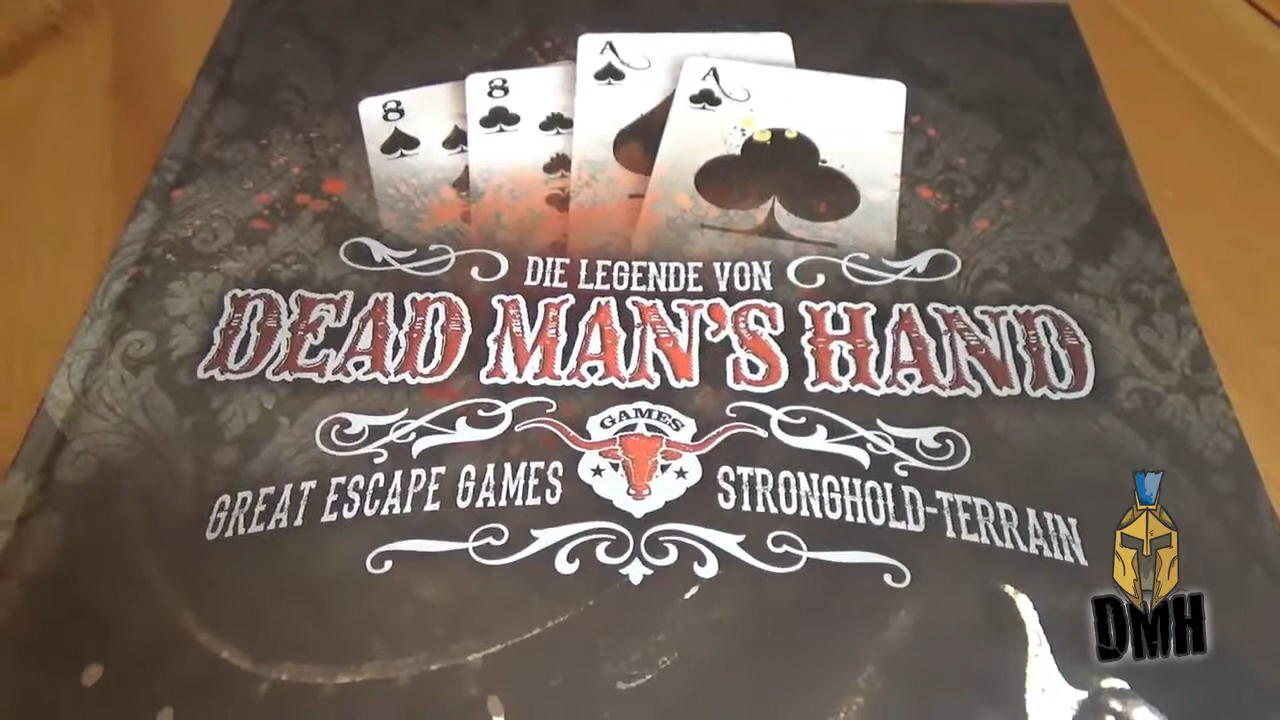 8
8
A
A
DIE LEGENDE VON
DEAD MAN'S HAND
GAMES
GREAT ESCAPE GAMES
STRONGHOLD-TERRAIN
DMH